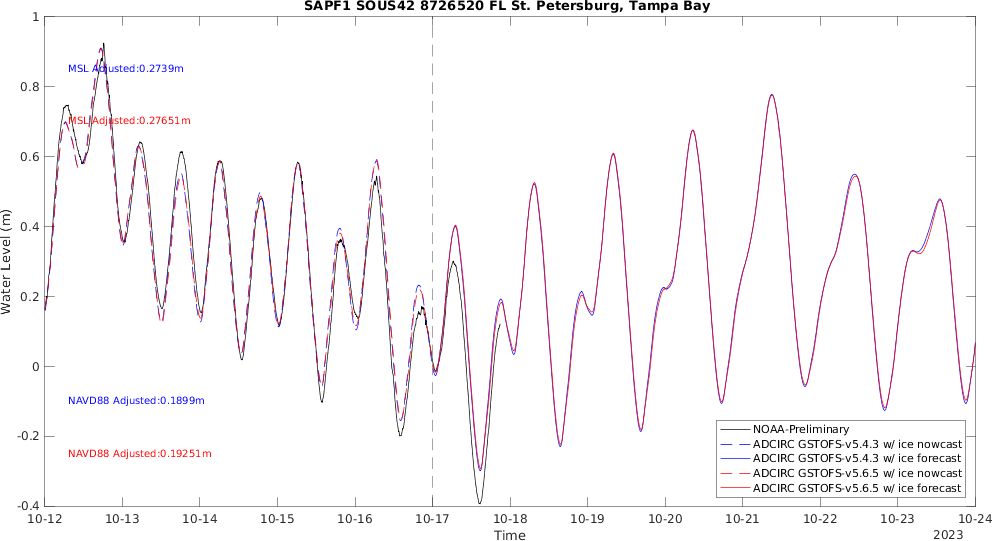 SAPF1 SOUS42 8726520 FL St. Petersburg, Tampa Bay
1
0.8
0.6
0.4
0.2
0
-0.2
-0.4
Water Level (m)
MSL Adjusted:0.2739m
MSL Adjusted:0.27651m
NAVD88 Adjusted:0.1899m
NAVD88 Adjusted:0.19251m
NOAA-Preliminary
ADCIRC GSTOFS-v5.4.3 w/ ice nowcast
ADCIRC GSTOFS-v5.4.3 w/ ice forecast
ADCIRC GSTOFS-v5.6.5 w/ ice nowcast
ADCIRC GSTOFS-v5.6.5 w/ ice forecast
10-12 10-13 10-14 10-15 10-16 10-17 10-18 10-19 10-20 10-21 10-22 10-23 10-24
Time
2023